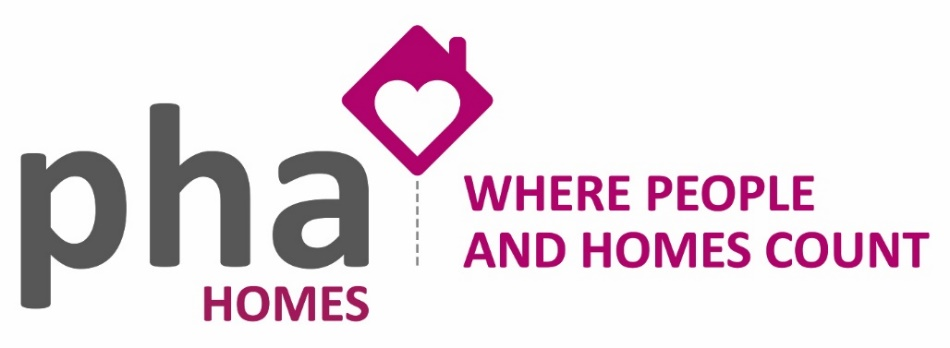 pha
HOMES
WHERE PEOPLE
AND HOMES COUNT